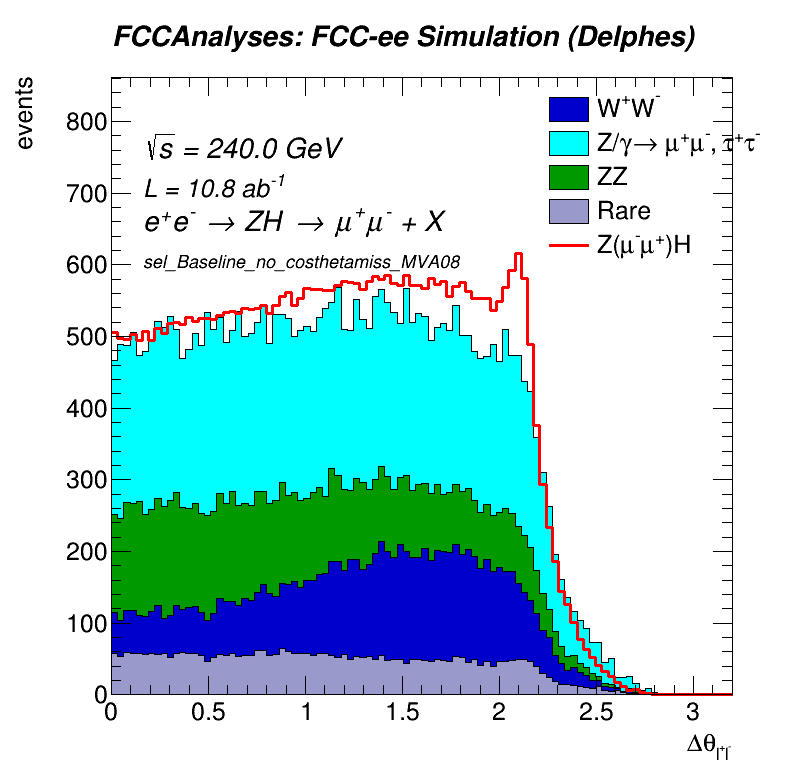 FCCAnalyses: FCC-ee Simulation (Delphes)
events
√s = 240.0 GeV
L = 10.8 ab⁻¹
e⁺e⁻ → ZH → μ⁺μ⁻ + X
sel_Baseline_no_costhetamiss_MVA08
W⁺W⁻
Z/γ→ μ⁺μ⁻, τ⁺τ⁻
ZZ
Rare
Z(μ⁻μ⁺)H
800
700
600
500
400
300
200
100
0
0 0.5 1 1.5 2 2.5 3
Δθ_l⁺l⁻